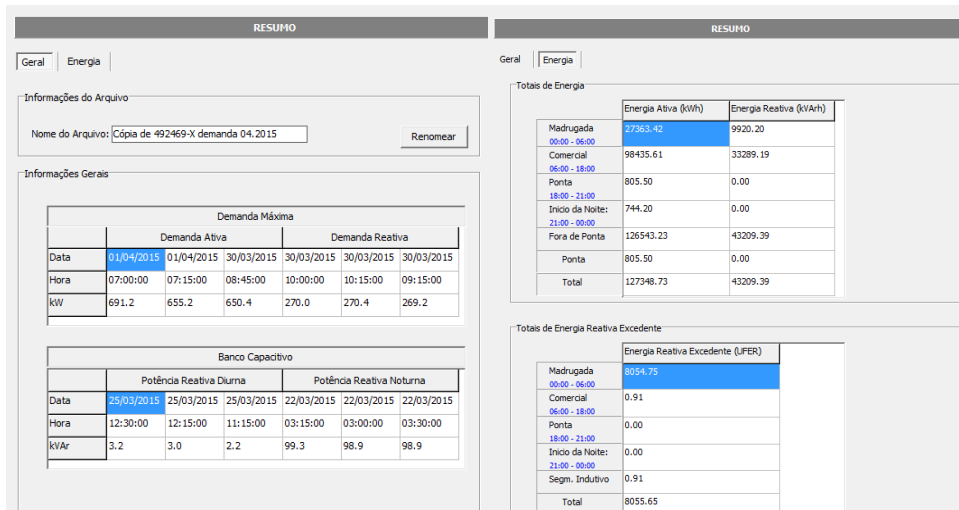 RESUMO
Geral Energia
Informações do Arquivo
Nome do Arquivo: Cópia de 492469-X demanda 04.2015 Renomear
Informações Gerais
Demanda Máxima
Demanda Ativa Demanda Reativa
Data 01/04/2015 01/04/2015 30/03/2015 30/03/2015 30/03/2015 30/03/2015
Hora 07:00:00 07:15:00 08:45:00 10:00:00 10:15:00 09:15:00
kW 691.2 655.2 650.4 270.0 270.4 269.2
Banco Capacitivo
Potência Reativa Diurna Potência Reativa Noturna
Data 25/03/2015 25/03/2015 25/03/2015 22/03/2015 22/03/2015 22/03/2015
Hora 12:30:00 12:15:00 11:15:00 03:15:00 03:00:00 03:30:00
kVAr 3.2 3.0 2.2 99.3 98.9 98.9
RESUMO
Geral Energia
Totais de Energia
Energia Ativa (kWh) Energia Reativa (kVArh)
Madrugada 27363.42 9920.20
00:00 - 06:00
Comercial 98435.61 33289.19
06:00 - 18:00
Ponta 805.50 0.00
18:00 - 21:00
Inicio da Noite: 744.20 0.00
21:00 - 00:00
Fora de Ponta 126543.23 43209.39
Ponta 805.50 0.00
Total 127348.73 43209.39
Totais de Energia Reativa Excedente
Energia Reativa Excedente (UFER)
Madrugada 8054.75
00:00 - 06:00
Comercial 0.91
06:00 - 18:00
Ponta 0.00
18:00 - 21:00
Inicio da Noite: 0.00
21:00 - 00:00
Segm. Indutivo 0.91
Total 8055.65